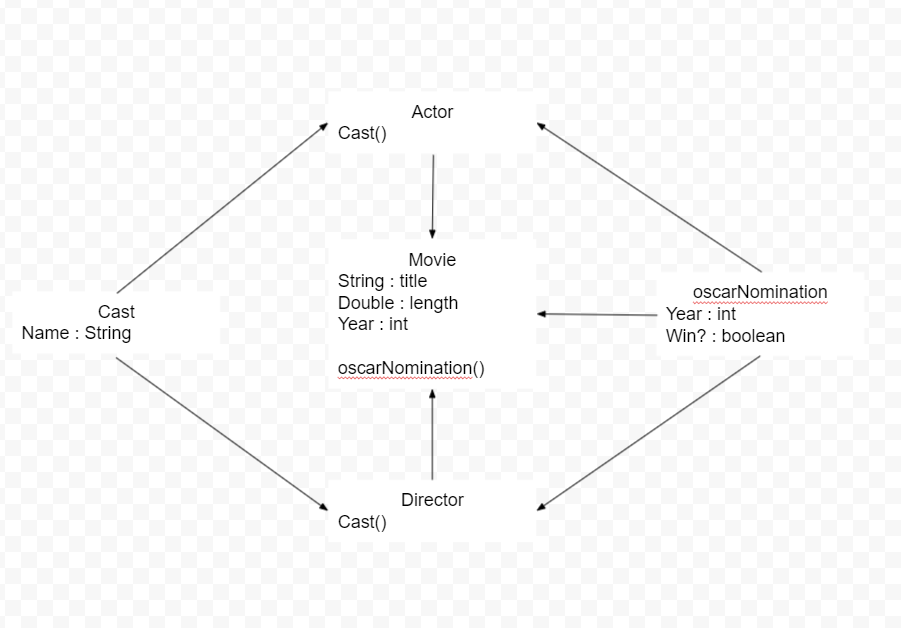 Actor
Cast()
Movie
String : title
Double : length
Year : int
oscarNomination()
Cast
Name : String
oscarNomination
Year : int
Win? : boolean
Director
Cast()